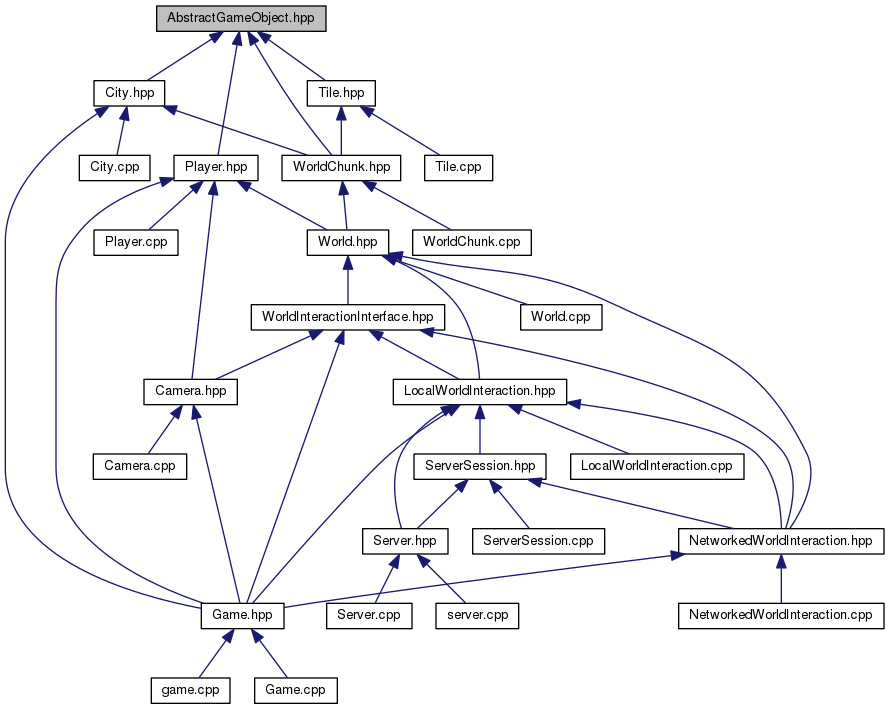 AbstractGameObject.hpp
City.hpp
Tile.hpp
City.cpp
Player.hpp
WorldChunk.hpp
Tile.cpp
Player.cpp
World.hpp
WorldChunk.cpp
WorldInteractionInterface.hpp
World.cpp
Camera.hpp
LocalWorldInteraction.hpp
Camera.cpp
ServerSession.hpp
LocalWorldInteraction.cpp
Server.hpp
ServerSession.cpp
NetworkedWorldInteraction.hpp
Game.hpp
Server.cpp
server.cpp
NetworkedWorldInteraction.cpp
game.cpp
Game.cpp